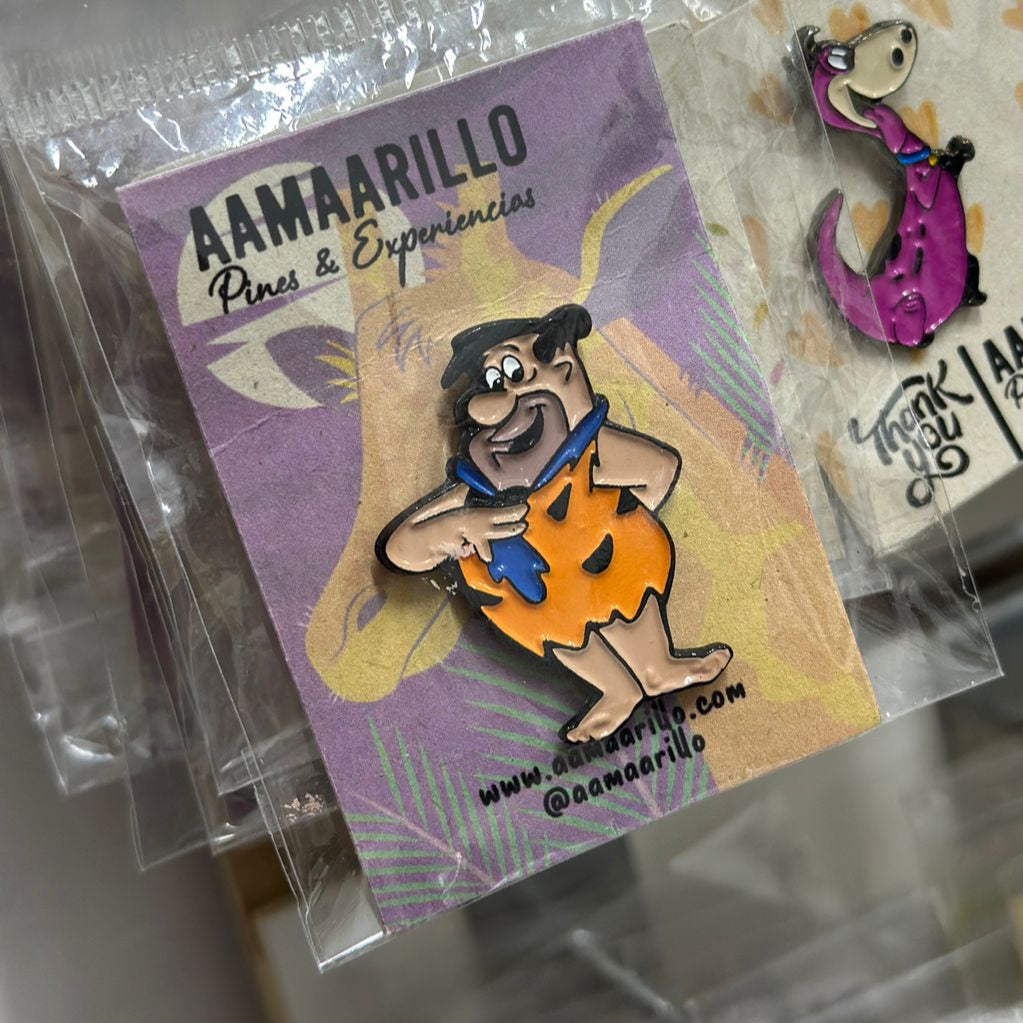 AAMAARILLO
Pines & Experiencias
www.aamaarillo.com
@aamaarillo
Thank
you